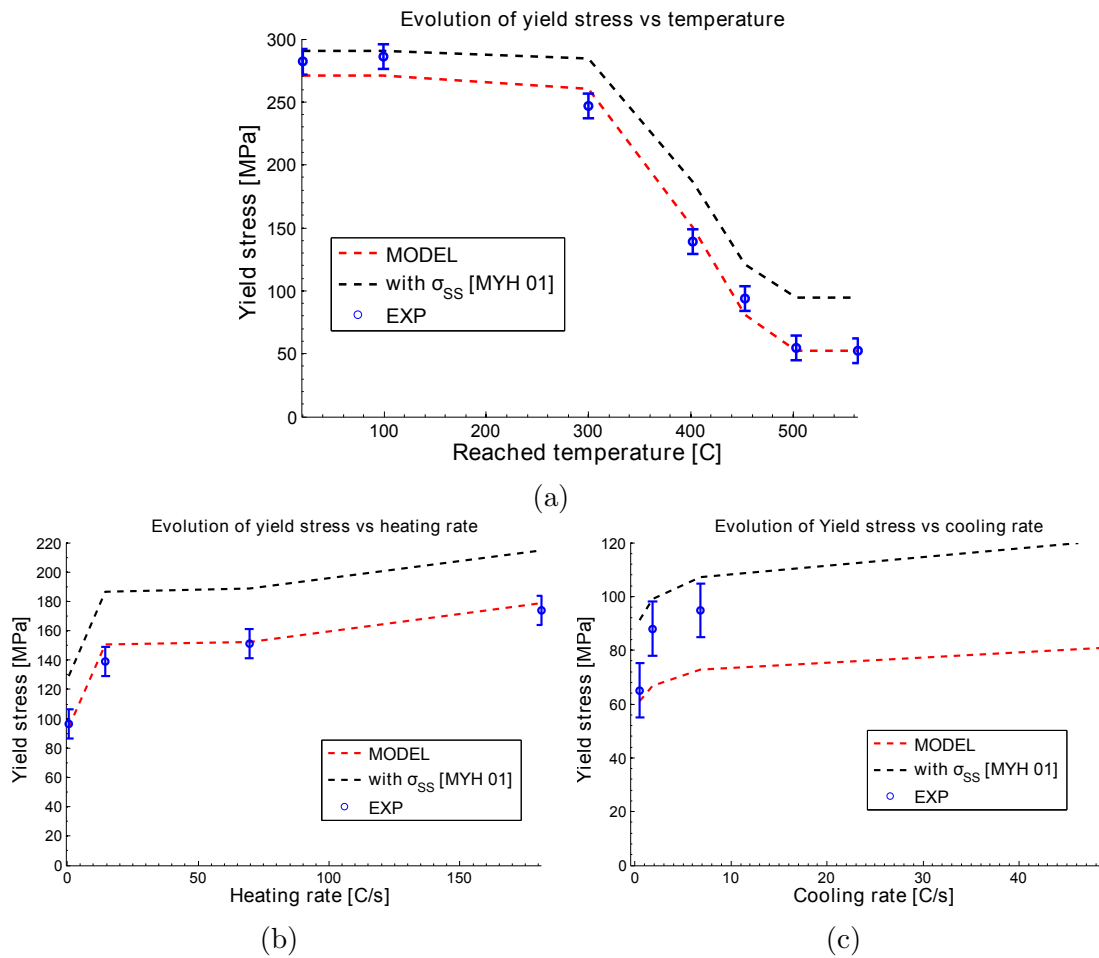 Evolution of yield stress vs temperature
300
250
200
150
100
50
0
Yield stress [MPa]
MODEL
with σSS [MYH 01]
EXP
100
200
300
400
500
Reached temperature [C]
(a)
Evolution of yield stress vs heating rate
220
200
180
160
140
120
100
80
60
40
20
0
Yield stress [MPa]
MODEL
with σSS [MYH 01]
EXP
0
50
100
150
Heating rate [C/s]
(b)
Evolution of Yield stress vs cooling rate
120
100
80
60
40
20
0
Yield stress [MPa]
MODEL
with σSS [MYH 01]
EXP
0
10
20
30
40
Cooling rate [C/s]
(c)